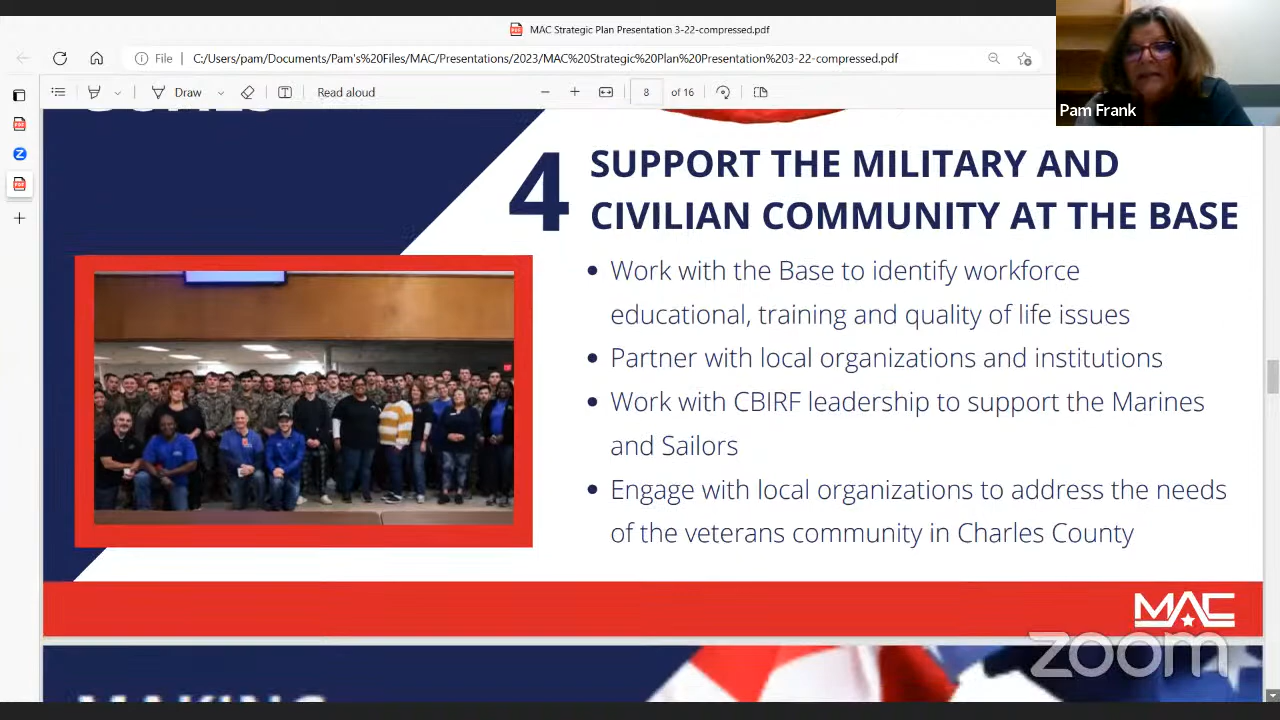 MAC Strategic Plan Presentation 3-22-compressed.pdf
File
C:/Users/pam/Documents/Pam's%20Files/MAC/Presentations/2023/MAC%20Strategic%20Plan%20Presentation%203-22-compressed.pdf
Draw
Read aloud
8 of 16
Pam Frank
4
SUPPORT THE MILITARY AND
CIVILIAN COMMUNITY AT THE BASE
• Work with the Base to identify workforce
educational, training and quality of life issues
• Partner with local organizations and institutions
• Work with CBIRF leadership to support the Marines
and Sailors
• Engage with local organizations to address the needs
of the veterans community in Charles County
MAC
zoom
MAKING